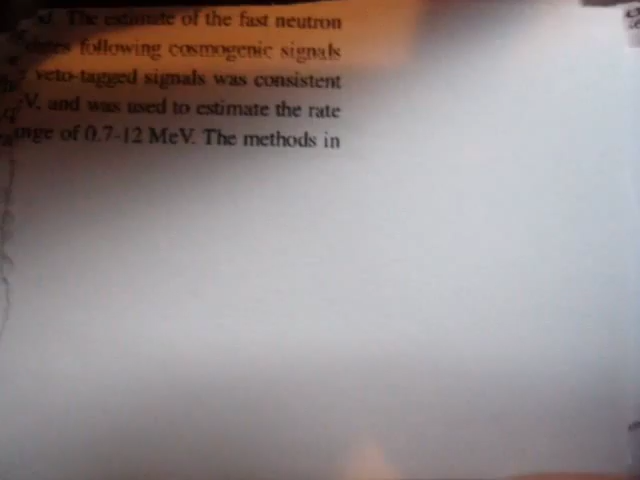 The estimate of the fast neutron
following cosmogenic signals
veto-tagged signals was consistent
V, and was used to estimate the rate
range of 0.7-12 MeV. The methods in